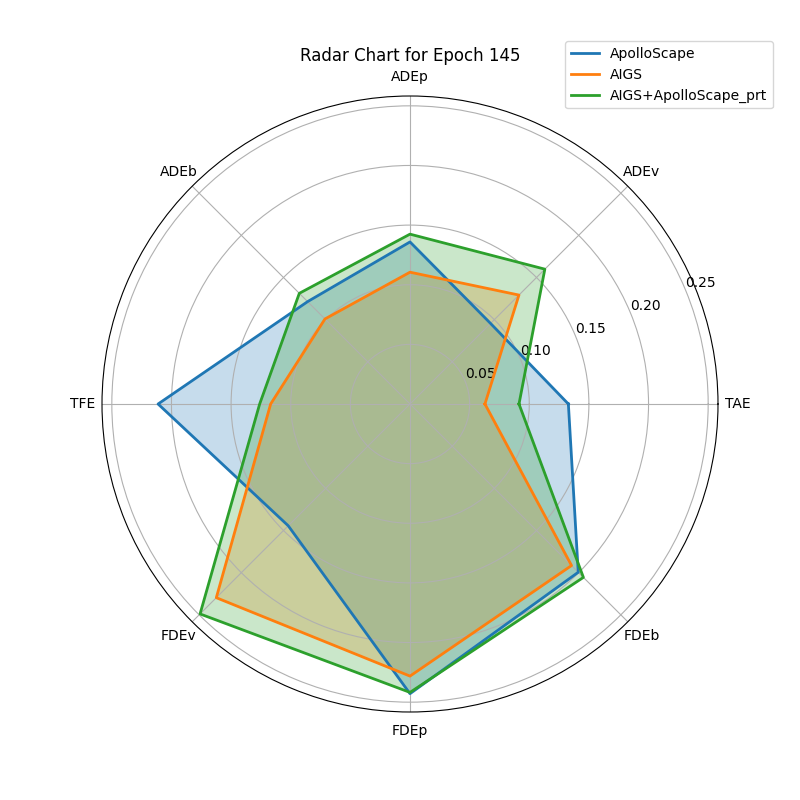 Radar Chart for Epoch 145
ApolloScape
AIGS
AIGS+ApolloScape_prt
ADEp
ADEb
ADEv
0.25
0.20
0.15
0.10
0.05
TFE
TAE
FDEv
FDEb
FDEp